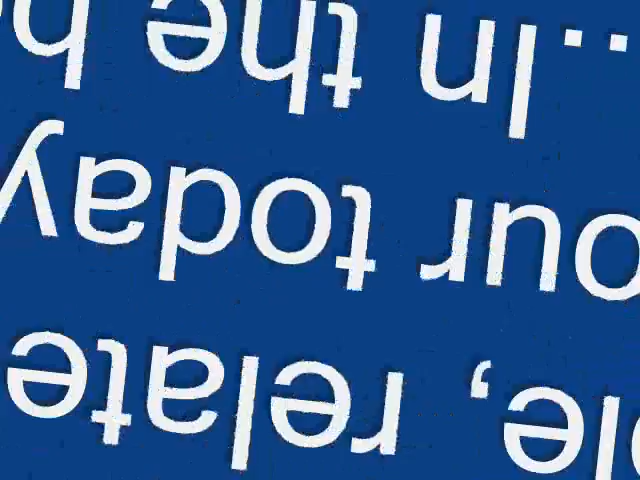 le, relate
our today
...In the h